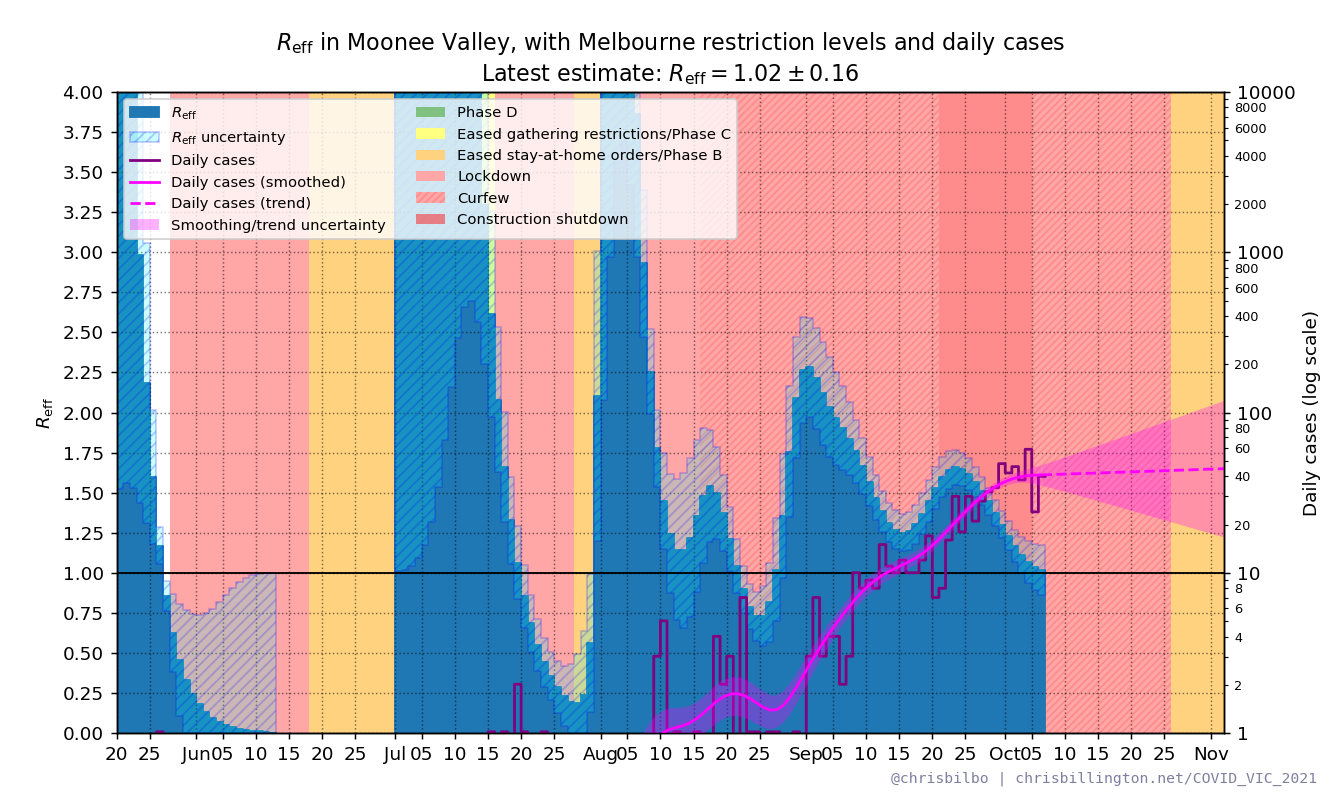 R_eff in Moonee Valley, with Melbourne restriction levels and daily cases
Latest estimate: R_eff = 1.02 ± 0.16
R_eff
R_eff uncertainty
Daily cases
Daily cases (smoothed)
Daily cases (trend)
Smoothing/trend uncertainty
Phase D
Eased gathering restrictions/Phase C
Eased stay-at-home orders/Phase B
Lockdown
Curfew
Construction shutdown
R_eff
4.00
3.75
3.50
3.25
3.00
2.75
2.50
2.25
2.00
1.75
1.50
1.25
1.00
0.75
0.50
0.25
0.00
20 25 Jun 05 10 15 20 25 Jul 05 10 15 20 25 Aug 05 10 15 20 25 Sep 05 10 15 20 25 Oct 05 10 15 20 25 Nov
10000
8000
6000
4000
2000
1000
800
600
400
200
100
80
60
40
20
10
8
6
4
2
1
Daily cases (log scale)
@chrisbilbo | chrisbillington.net/COVID_VIC_2021